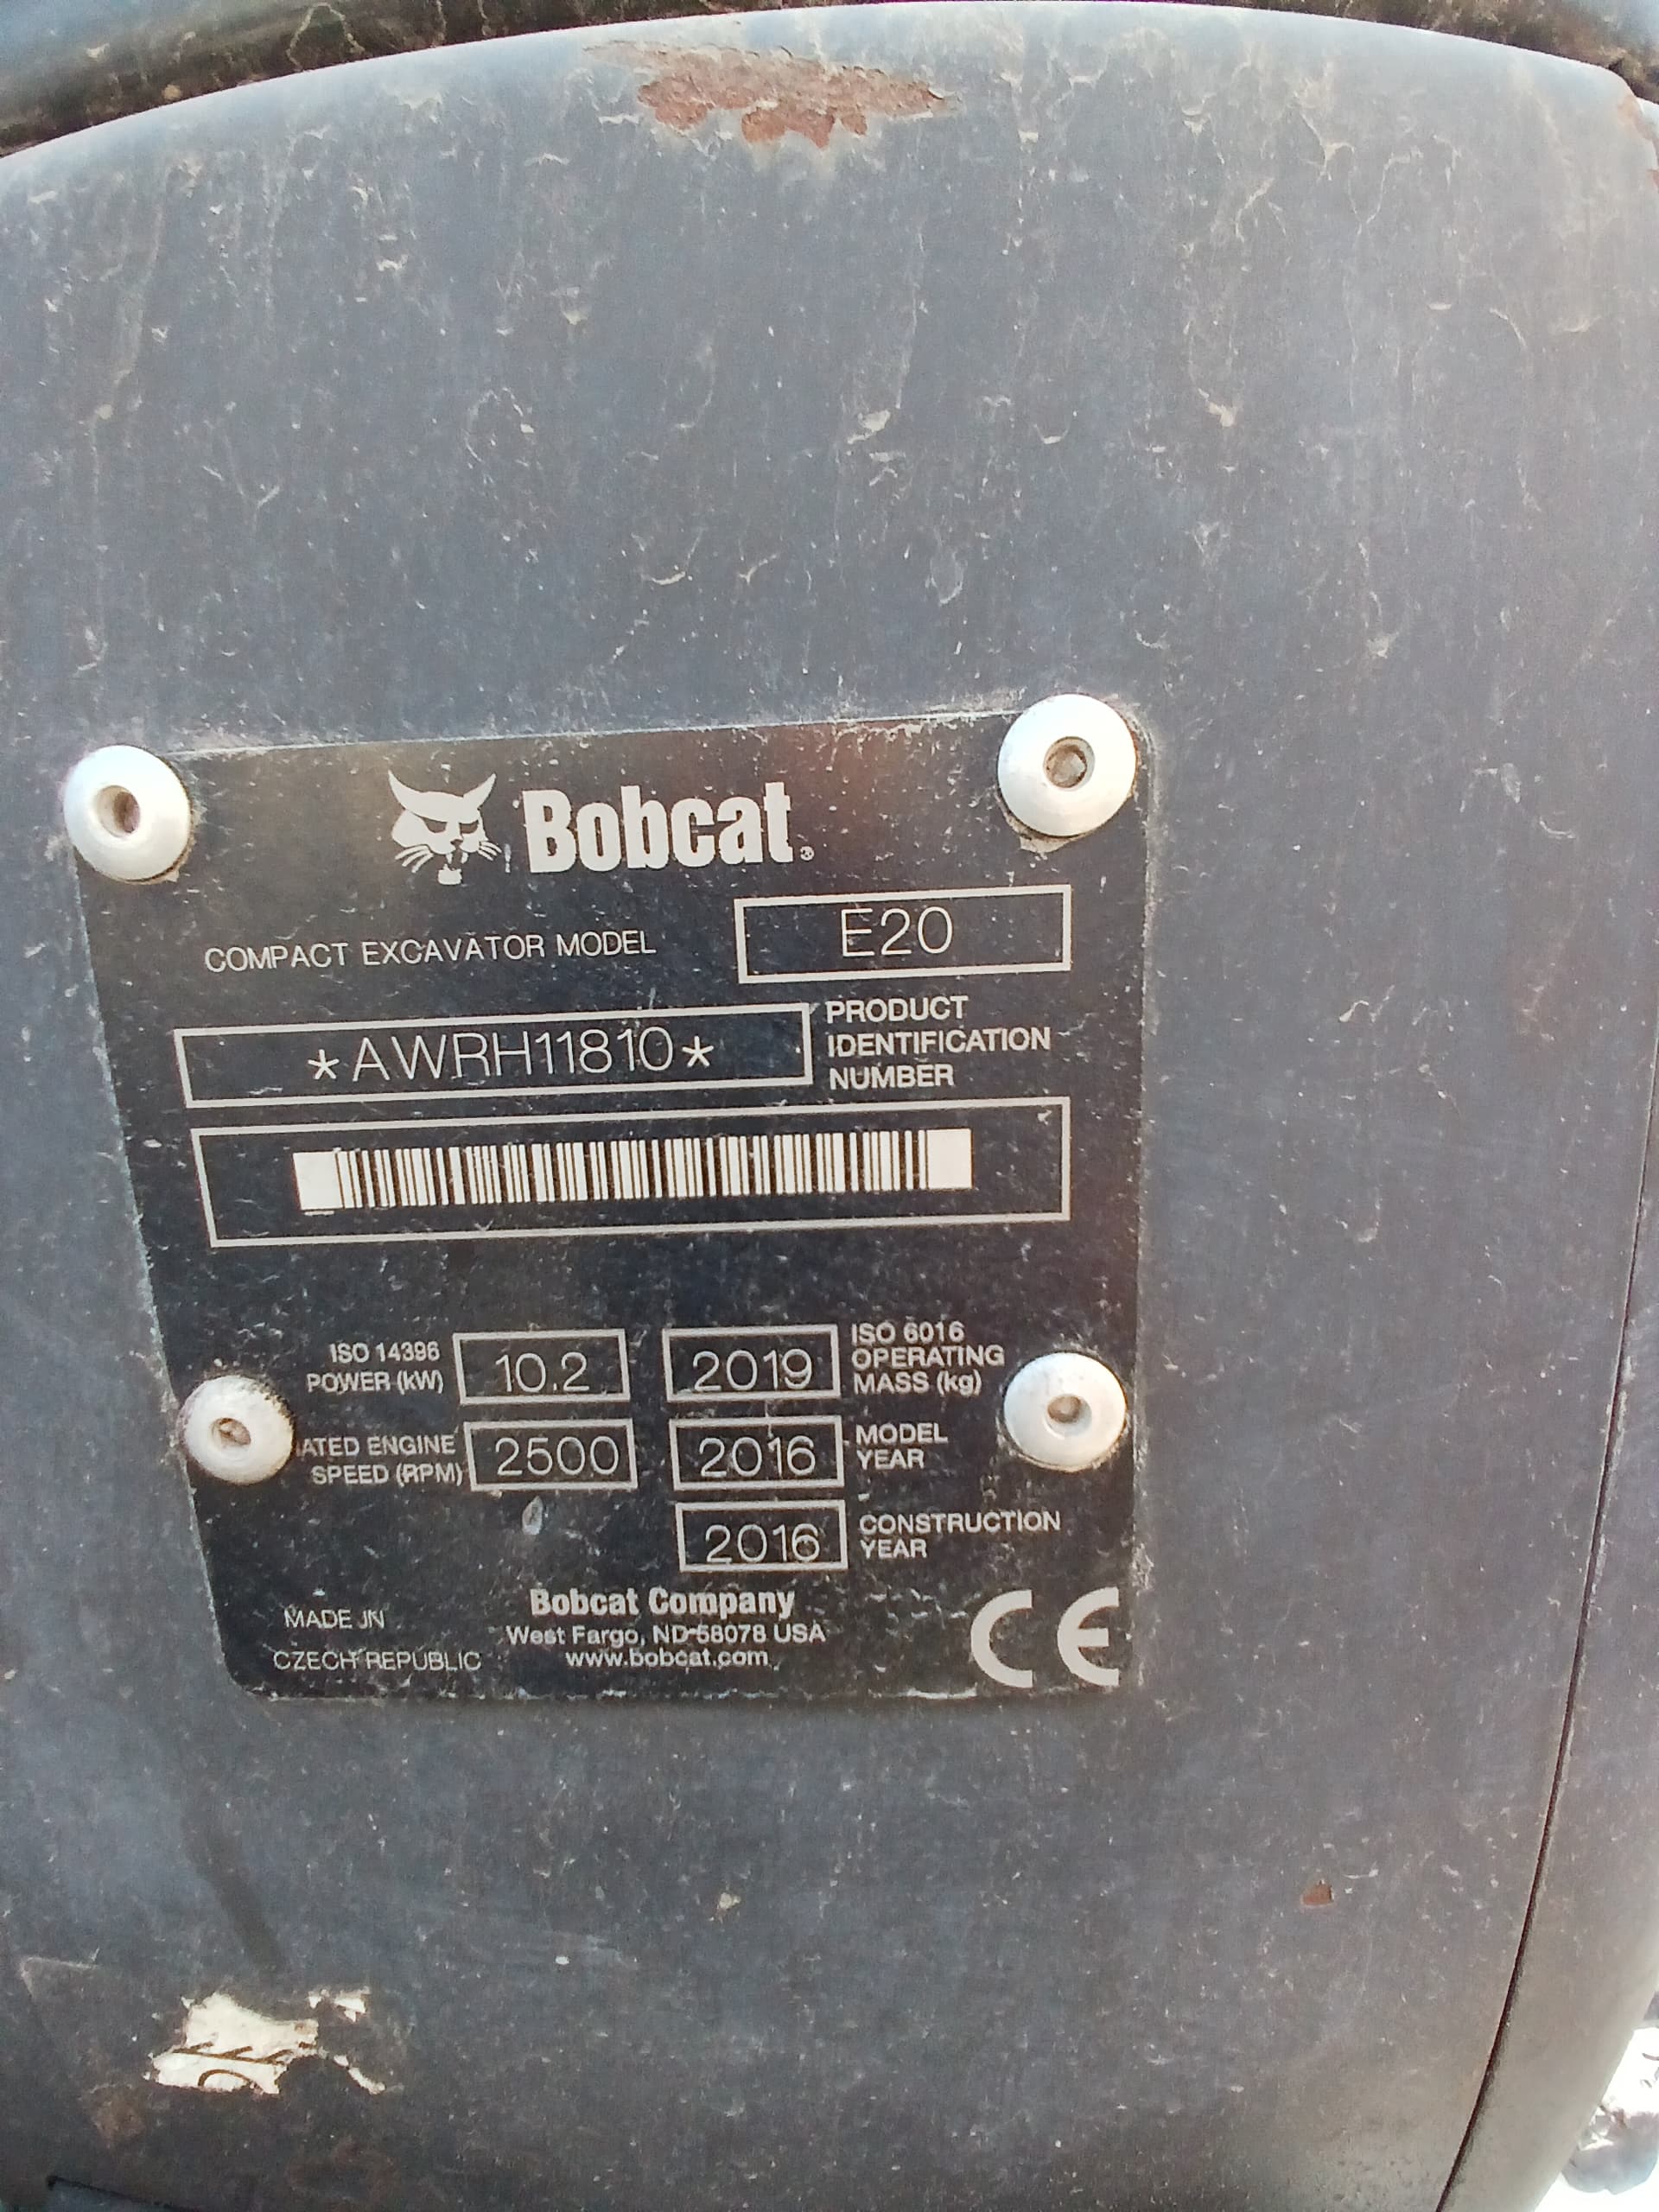 Bobcat®
COMPACT EXCAVATOR MODEL E20
*AWRH11810*
PRODUCT
IDENTIFICATION
NUMBER
ISO 14396
POWER (kW)
10.2
2019
ISO 6016
OPERATING
MASS (kg)
ATED ENGINE
SPEED (RPM)
2500
2016
MODEL
YEAR
2016
CONSTRUCTION
YEAR
MADE IN
CZECH REPUBLIC
Bobcat Company
West Fargo, ND 58078 USA
www.bobcat.com
CE